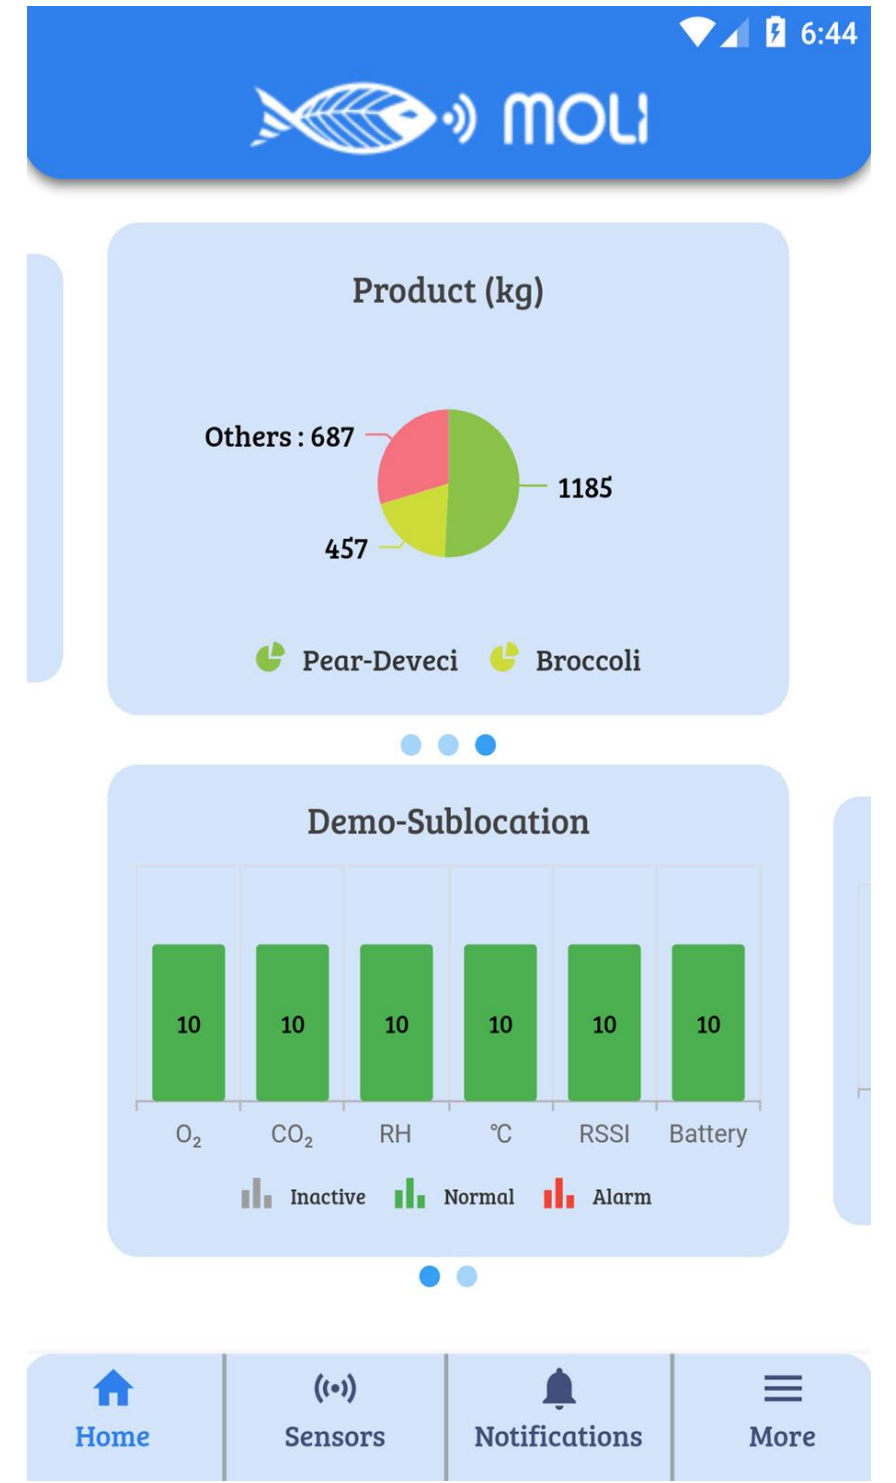 6:44
MOLI
Product (kg)
Others : 687
1185
457
Pear-Deveci Broccoli
Demo-Sublocation
10 10 10 10 10 10
O₂ CO₂ RH °C RSSI Battery
Inactive Normal Alarm
Home Sensors Notifications More